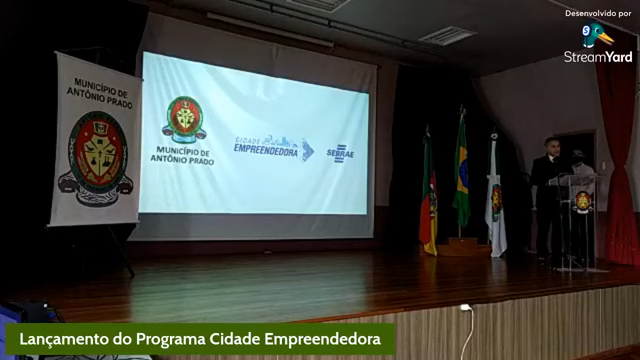 Desenvolvido por
StreamYard
MUNICÍPIO DE
ANTÔNIO PRADO
MUNICÍPIO DE
ANTÔNIO PRADO
CIDADE
EMPREENDEDORA
SEBRAE
Lançamento do Programa Cidade Empreendedora